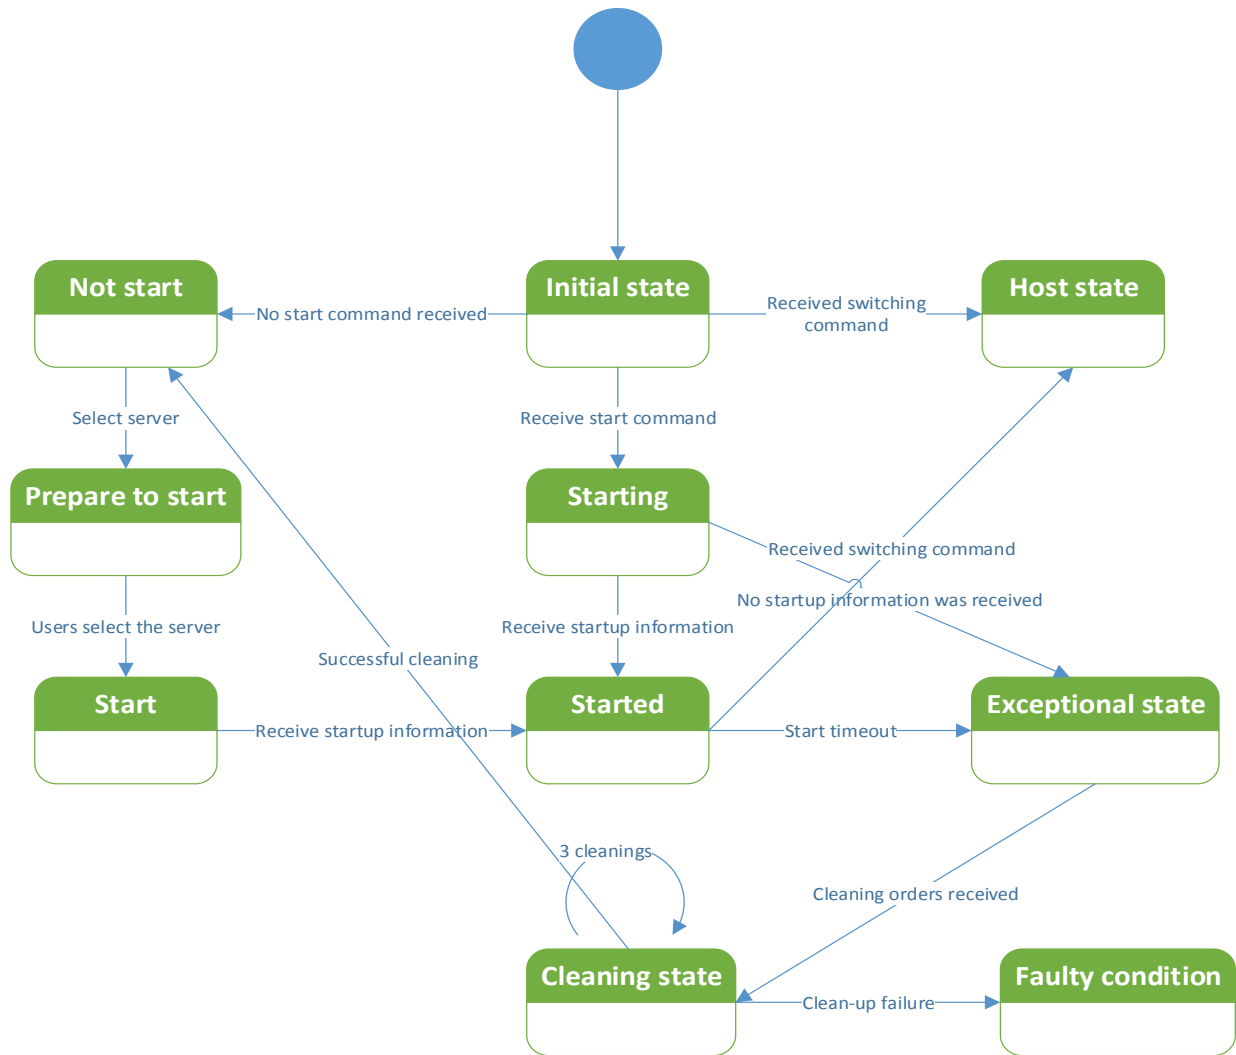 Not start
Initial state
Host state
No start command received
Received switching
command
Select server
Receive start command
Prepare to start
Starting
Received switching command
No startup information was received
Users select the server
Receive startup information
Successful cleaning
Start
Started
Exceptional state
Receive startup information
Start timeout
3 cleanings
Cleaning orders received
Cleaning state
Faulty condition
Clean-up failure